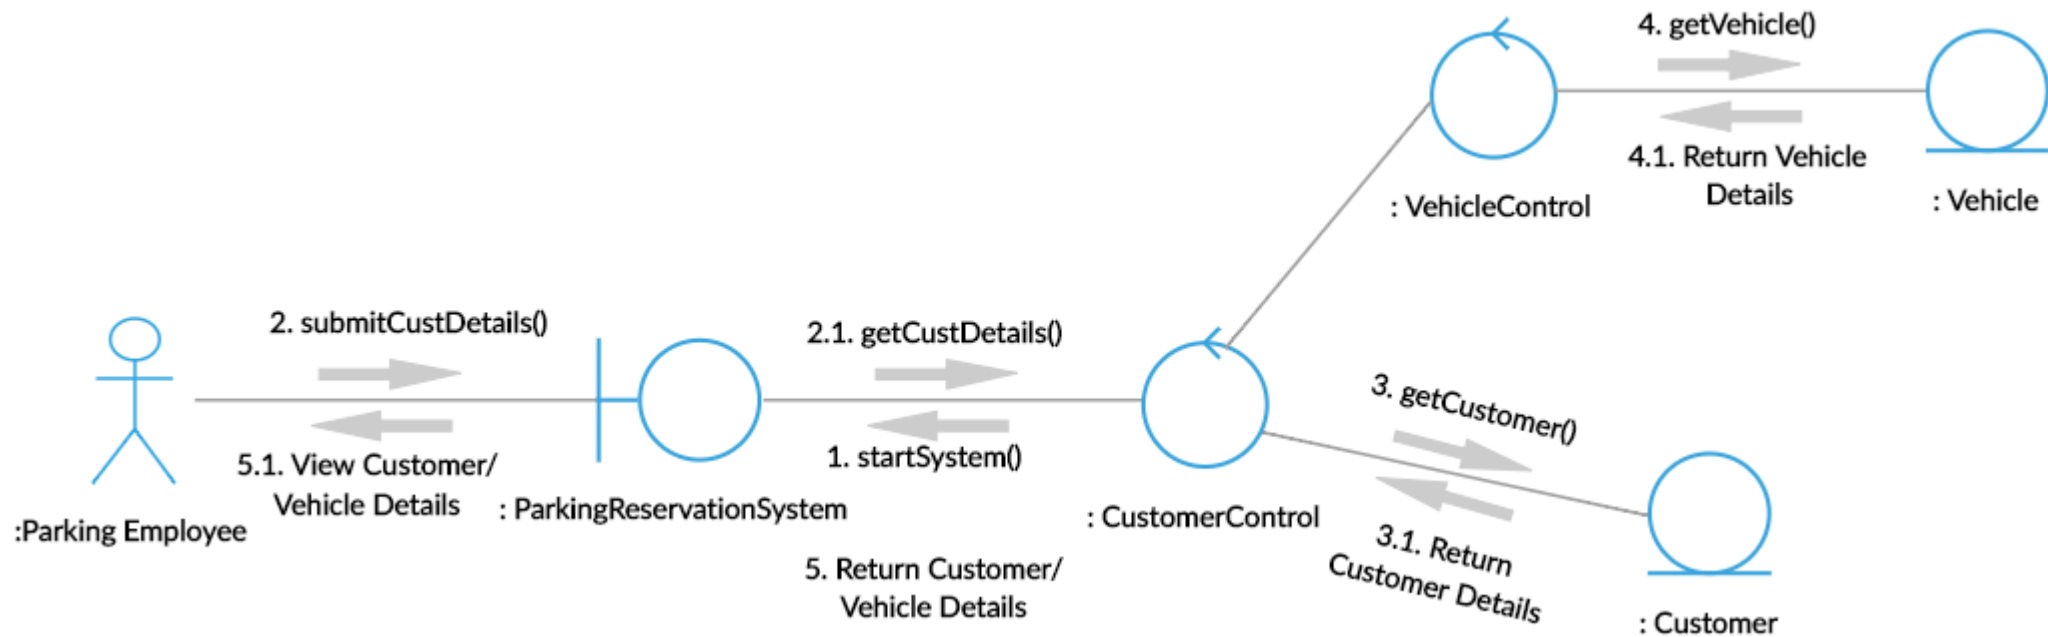 4. getVehicle()
4.1. Return Vehicle
Details
: VehicleControl
: Vehicle
2. submitCustDetails()
2.1. getCustDetails()
3. getCustomer()
5.1. View Customer/
Vehicle Details
1. startSystem()
:Parking Employee
: ParkingReservationSystem
: CustomerControl
3.1. Return
Customer Details
5. Return Customer/
Vehicle Details
: Customer